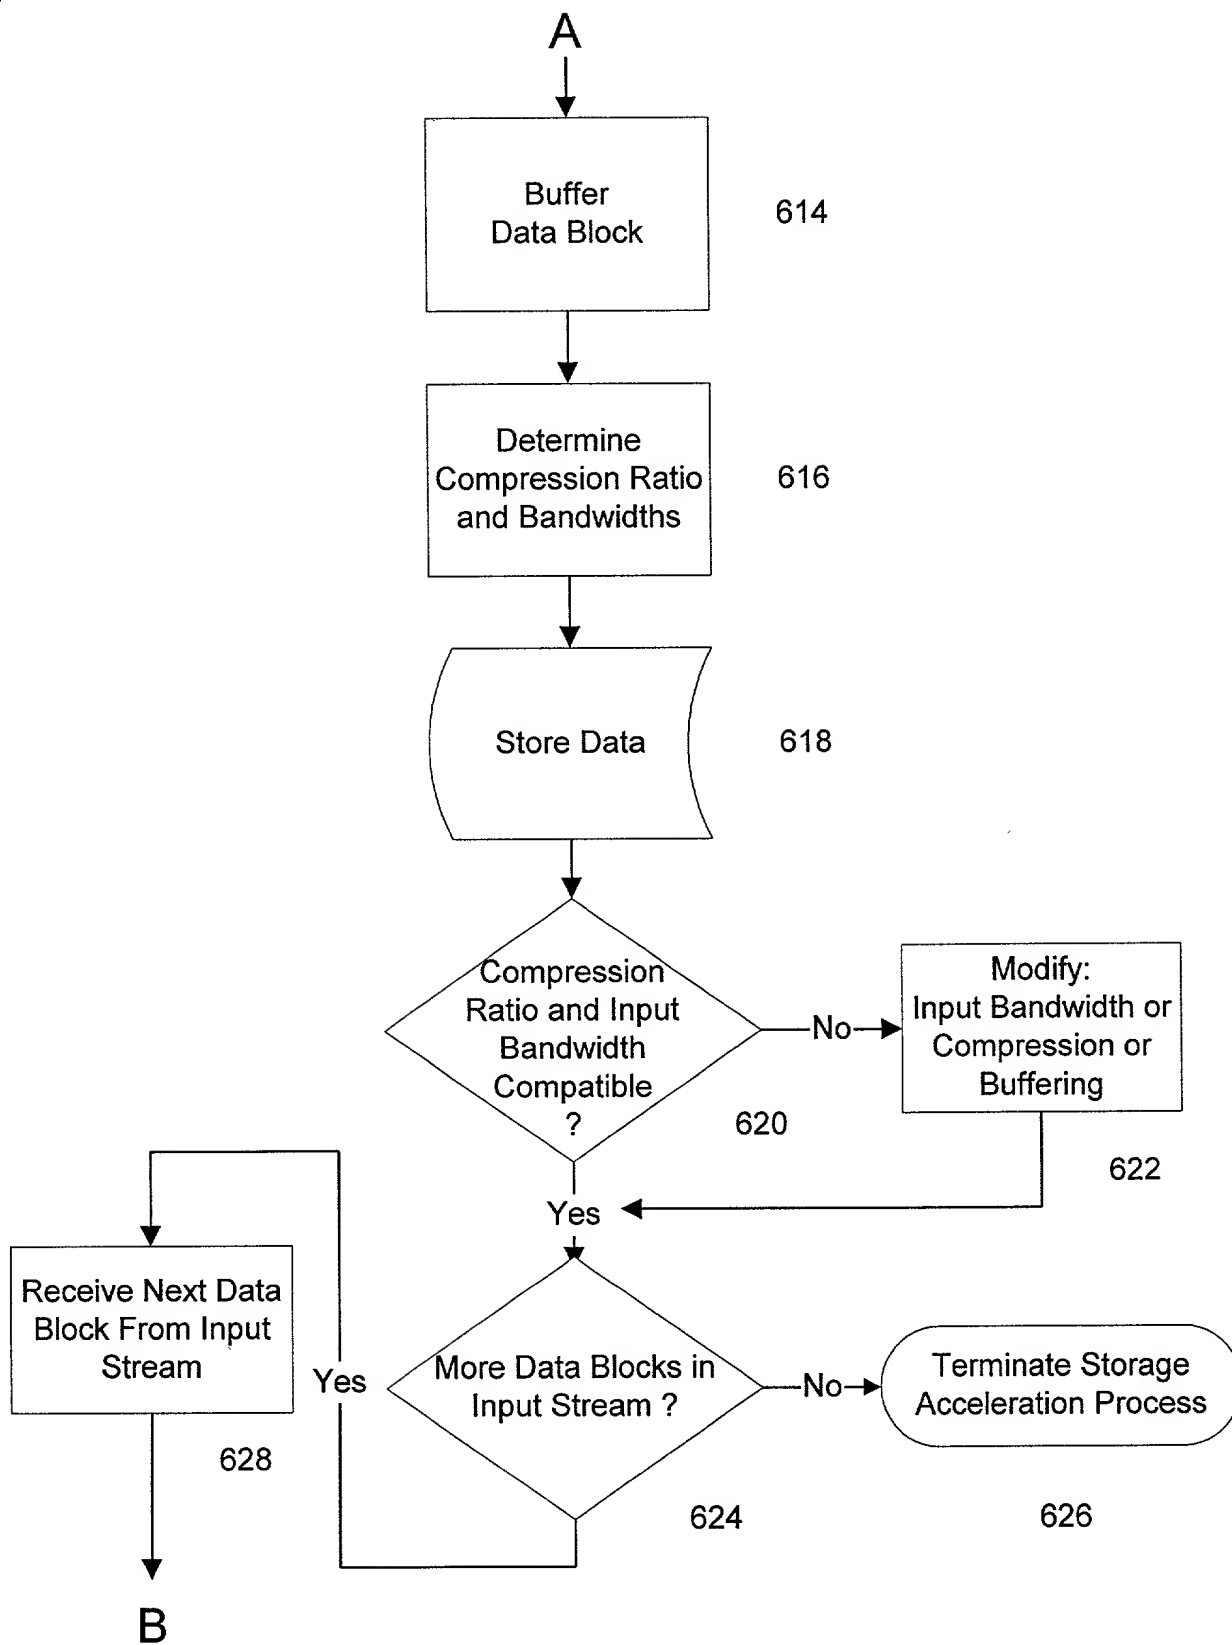 A
Buffer
Data Block
614
Determine
Compression Ratio
and Bandwidths
616
Store Data
618
Compression
Ratio and Input
Bandwidth
Compatible
?
620
No
Modify:
Input Bandwidth or
Compression or
Buffering
622
Yes
More Data Blocks in
Input Stream ?
624
No
Terminate Storage
Acceleration Process
626
Yes
Receive Next Data
Block From Input
Stream
628
B